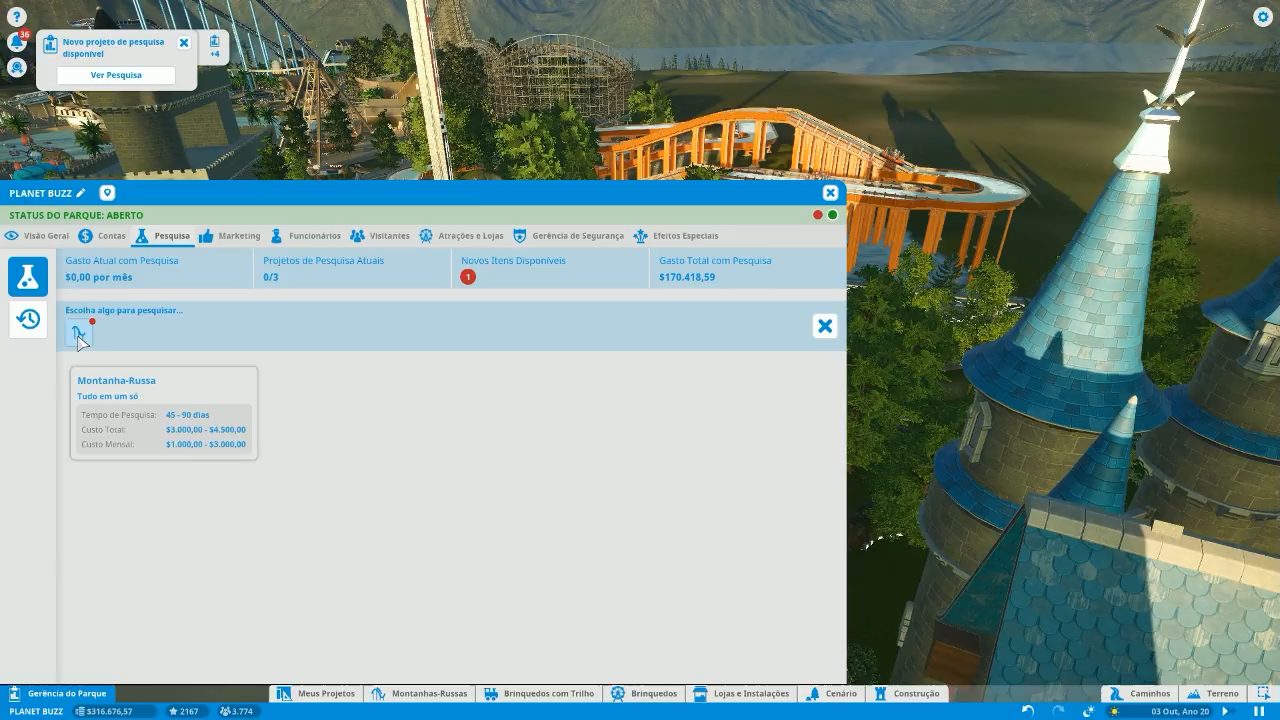 ?
36
Novo projeto de pesquisa
disponível
+4
Ver Pesquisa
PLANET BUZZ
STATUS DO PARQUE: ABERTO
Visão Geral
Contas
Pesquisa
Marketing
Funcionários
Visitantes
Atrações e Lojas
Gerência de Segurança
Efeitos Especiais
Gasto Atual com Pesquisa
$0,00 por mês
Projetos de Pesquisa Atuais
0/3
Novos Itens Disponíveis
1
Gasto Total com Pesquisa
$170.418,59
Escolha algo para pesquisar...
Montanha-Russa
Tudo em um só
Tempo de Pesquisa: 45 - 90 dias
Custo Total: $3.000,00 - $4.500,00
Custo Mensal: $1.000,00 - $3.000,00
Gerência do Parque
Meus Projetos
Montanhas-Russas
Brinquedos com Trilho
Brinquedos
Lojas e Instalações
Cenário
Construção
Caminhos
Terreno
PLANET BUZZ
$316.676,57
2167
3.774
03 Out, Ano 20